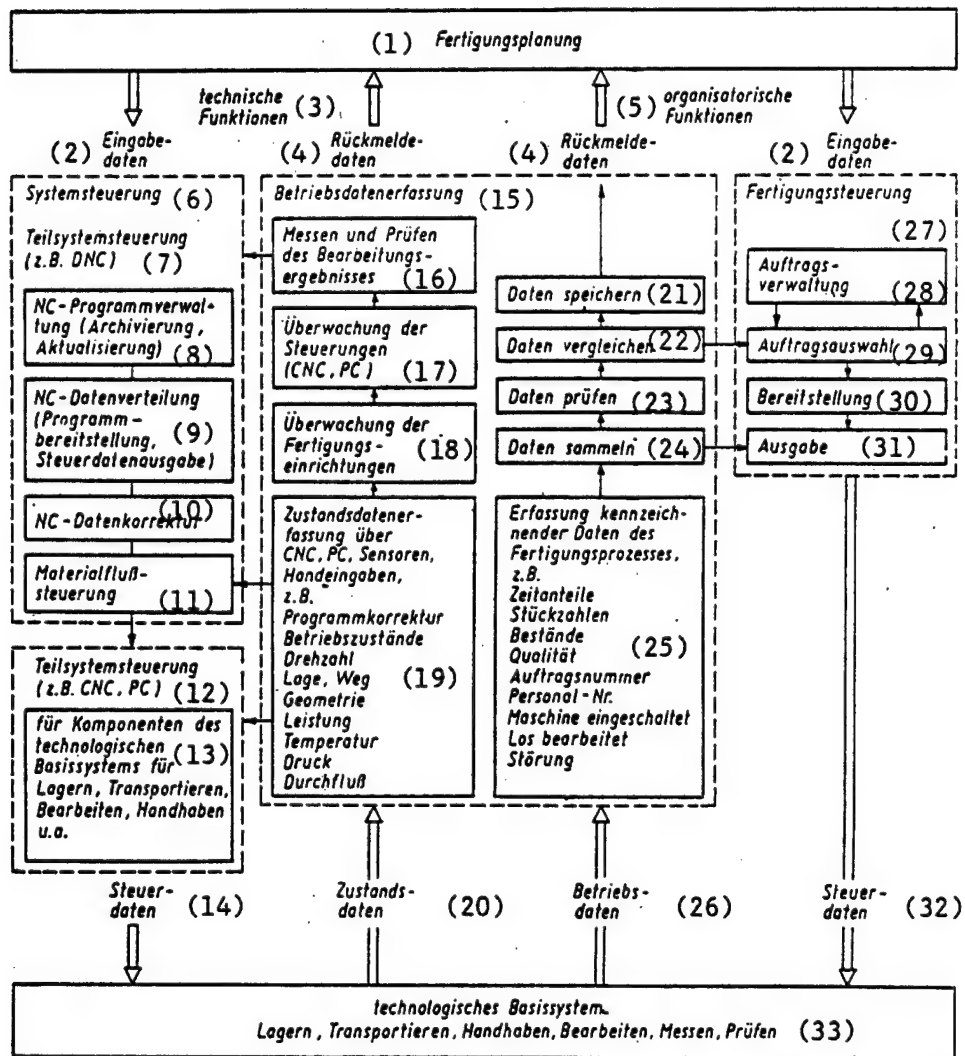 (1) Fertigungsplanung
technische
Funktionen (3)
(5) organisatorische
Funktionen
(2) Eingabe-
daten
(4) Rückmelde-
daten
(4) Rückmelde-
daten
(2) Eingabe-
daten
Systemsteuerung (6)
Teilsystemsteuerung
(z.B. DNC) (7)
NC-Programmverwal-
tung (Archivierung,
Aktualisierung) (8)
NC-Datenverteilung
(Programm-
bereitstellung, (9)
Steuerdatenausgabe)
(10)
NC-Datenkorrektur
Materialfluß-
steuerung (11)
Teilsystemsteuerung
(z.B. CNC, PC) (12)
für Komponenten des
technologischen (13)
Basissystems für
Lagern, Transportieren,
Bearbeiten, Handhaben
u.a.
Steuer-
daten (14)
Betriebsdatenerfassung (15)
Messen und Prüfen
des Bearbeitungs-
ergebnisses (16)
Überwachung der
Steuerungen
(CNC, PC) (17)
Überwachung der
Fertigungs- (18)
einrichtungen
Zustandsdatener-
fassung über
CNC, PC, Sensoren,
Handeingaben,
z.B.
Programmkorrektur
Betriebszustände
Drehzahl
Lage, Weg (19)
Geometrie
Leistung
Temperatur
Druck
Durchfluß
Zustands-
daten (20)
Daten speichern (21)
Daten vergleichen (22)
Daten prüfen (23)
Daten sammeln (24)
Erfassung kennzeich-
nender Daten des
Fertigungsprozesses,
z.B.
Zeitanteile
Stückzahlen
Bestände
Qualität (25)
Auftragsnummer
Personal-Nr.
Maschine eingeschaltet
Los bearbeitet
Störung
Betriebs-
daten (26)
Fertigungssteuerung
(27)
Auftrags-
verwaltung (28)
Auftragsauswahl (29)
Bereitstellung (30)
Ausgabe (31)
Steuer-
daten (32)
technologisches Basissystem
Lagern, Transportieren, Handhaben, Bearbeiten, Messen, Prüfen (33)